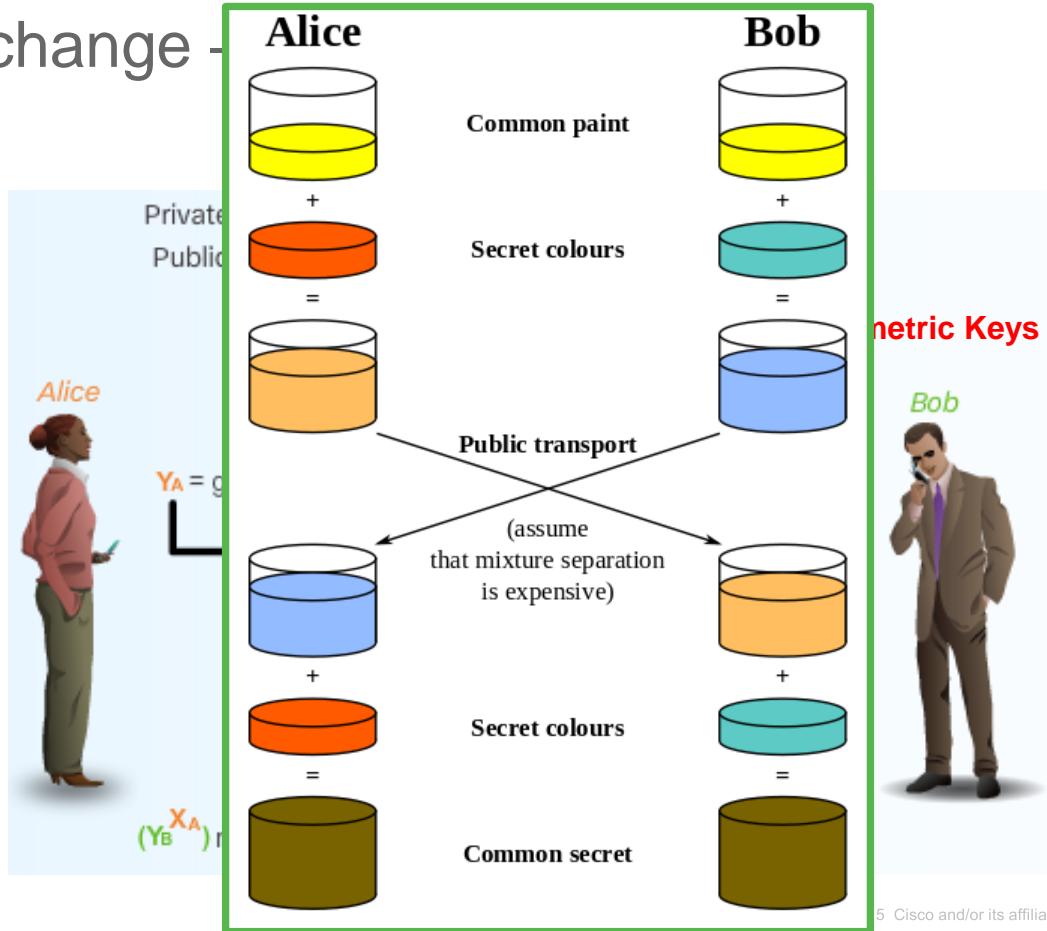 change -
Alice Bob
Common paint
+ +
Secret colours
= =
Public transport
(assume
that mixture separation
is expensive)
+ +
Secret colours
= =
Common secret
Private
Public
metric Keys
Alice
Bob
YA = g
(YB XA)
5 Cisco and/or its affilia